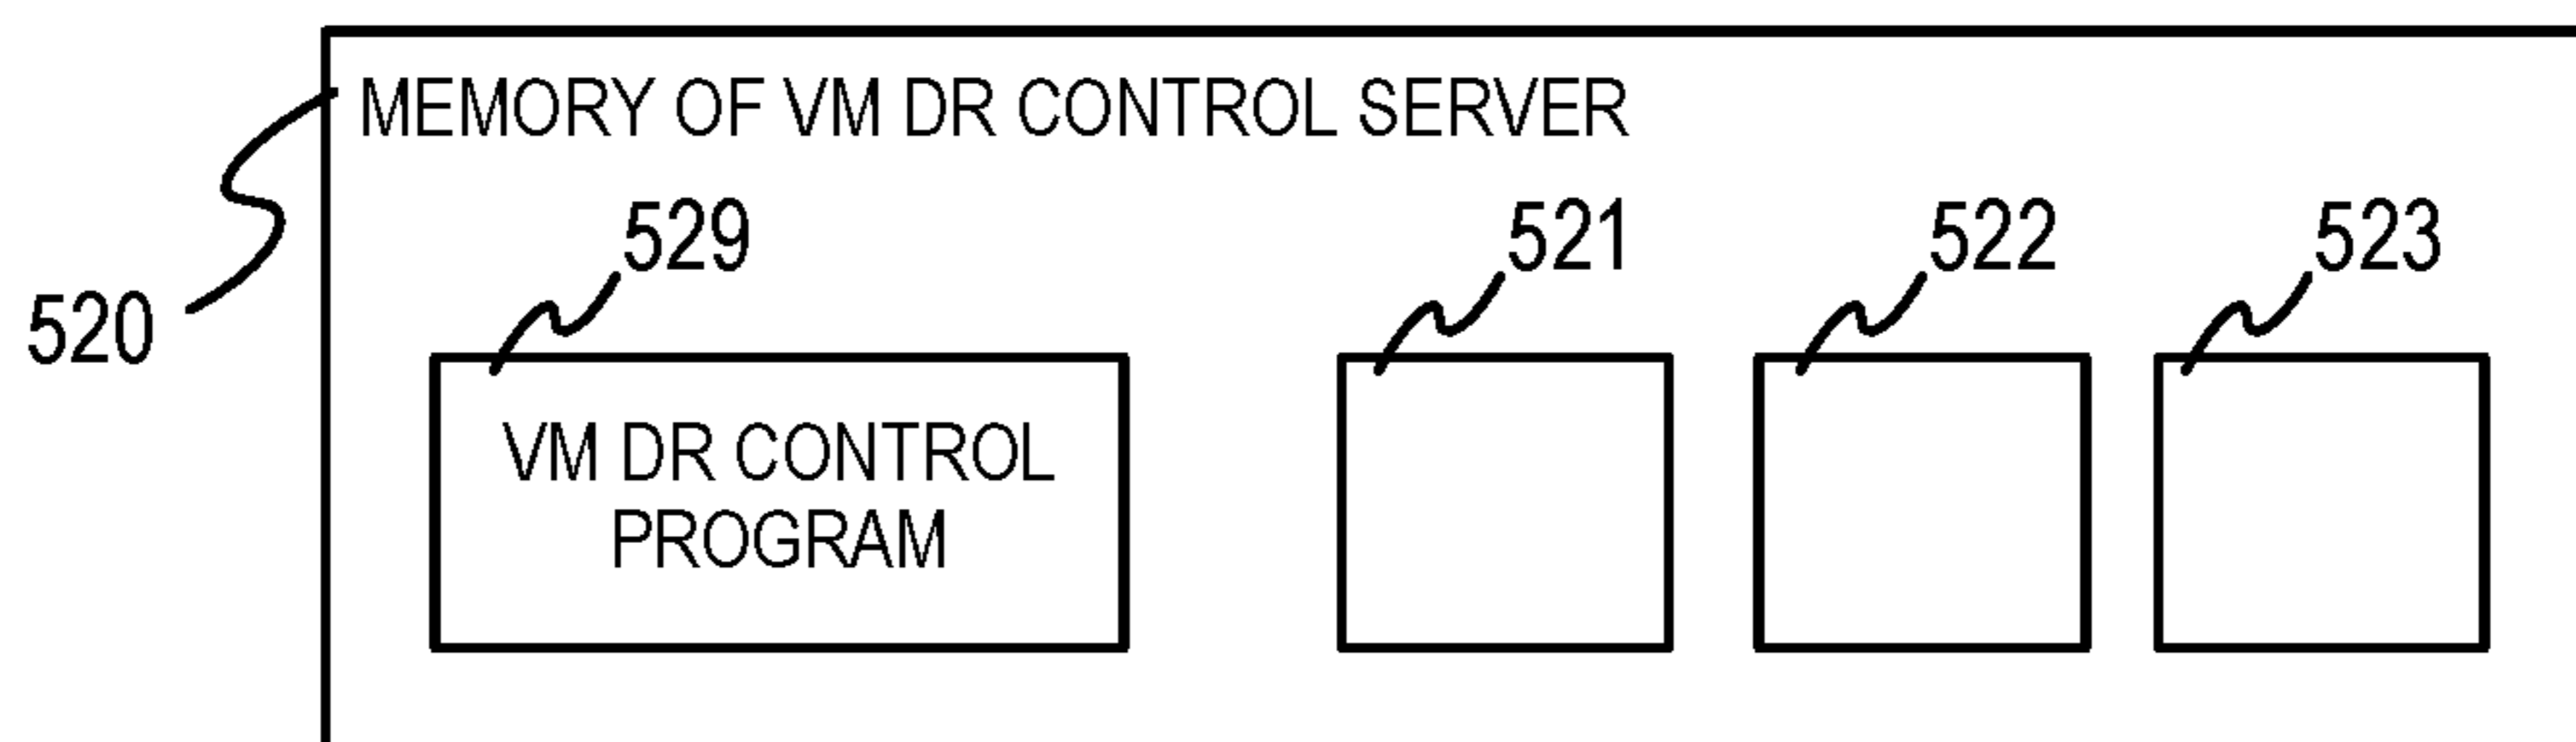 MEMORY OF VM DR CONTROL SERVER
529
521
522
523
520
VM DR CONTROL
PROGRAM